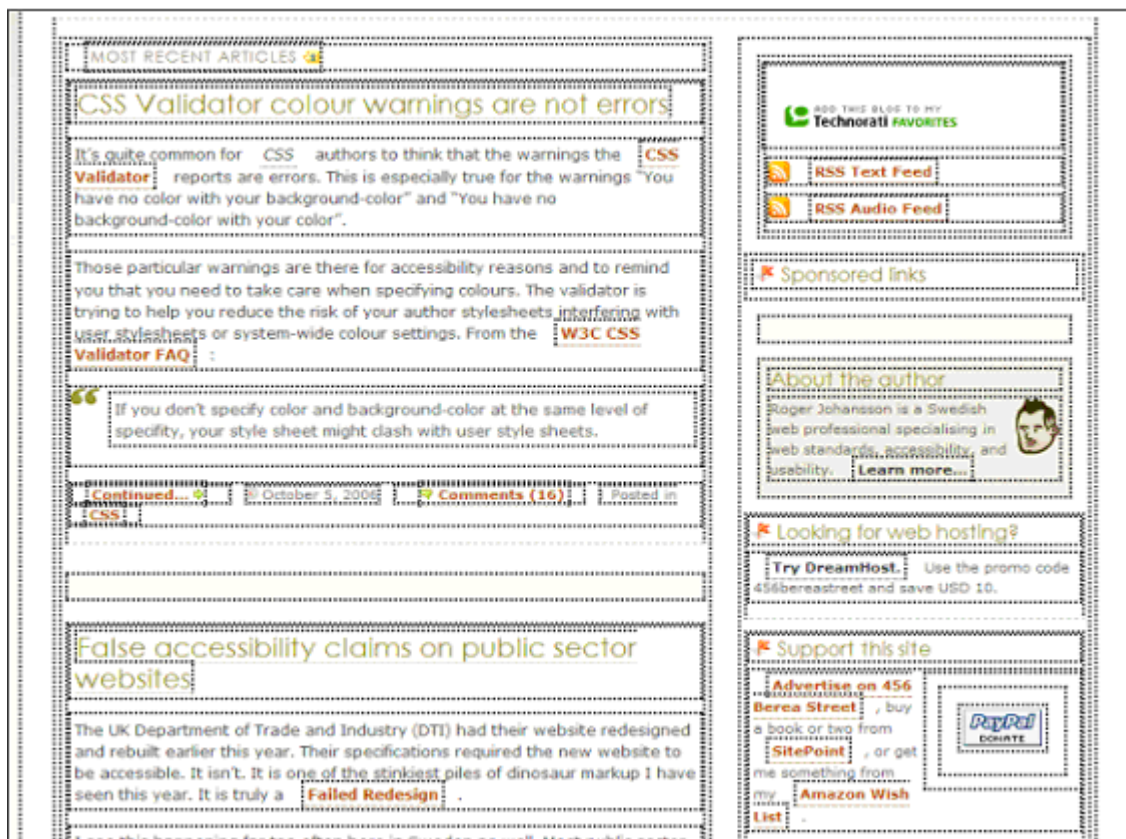 MOST RECENT ARTICLES
CSS Validator colour warnings are not errors
It's quite common for CSS authors to think that the warnings the CSS
Validator reports are errors. This is especially true for the warnings "You
have no color with your background-color” and “You have no
background-color with your color”.
Those particular warnings are there for accessibility reasons and to remind
you that you need to take care when specifying colours. The validator is
trying to help you reduce the risk of your author stylesheets interfering with
user stylesheets or system-wide colour settings. From the W3C CSS
Validator FAQ :
“
If you don't specify color and background-color at the same level of
specifity, your style sheet might clash with user style sheets.
Continued... October 5, 2006 Comments (16) Posted in
CSS
False accessibility claims on public sector
websites
The UK Department of Trade and Industry (DTI) had their website redesigned
and rebuilt earlier this year. Their specifications required the new website to
be accessible. It isn't. It is one of the stinkiest piles of dinosaur markup I have
seen this year. It is truly a Failed Redesign .
ADD THIS BLOG TO MY
Technorati FAVORITES
RSS Text Feed
RSS Audio Feed
Sponsored links
About the author
Roger Johansson is a Swedish
web professional specialising in
web standards, accessibility, and
usability. Learn more...
Looking for web hosting?
Try DreamHost. Use the promo code
456bereastreet and save USD 10.
Support this site
Advertise on 456
Berea Street , buy
a book or two from
SitePoint , or get
me something from
my Amazon Wish
List .
PayPal
DONATE